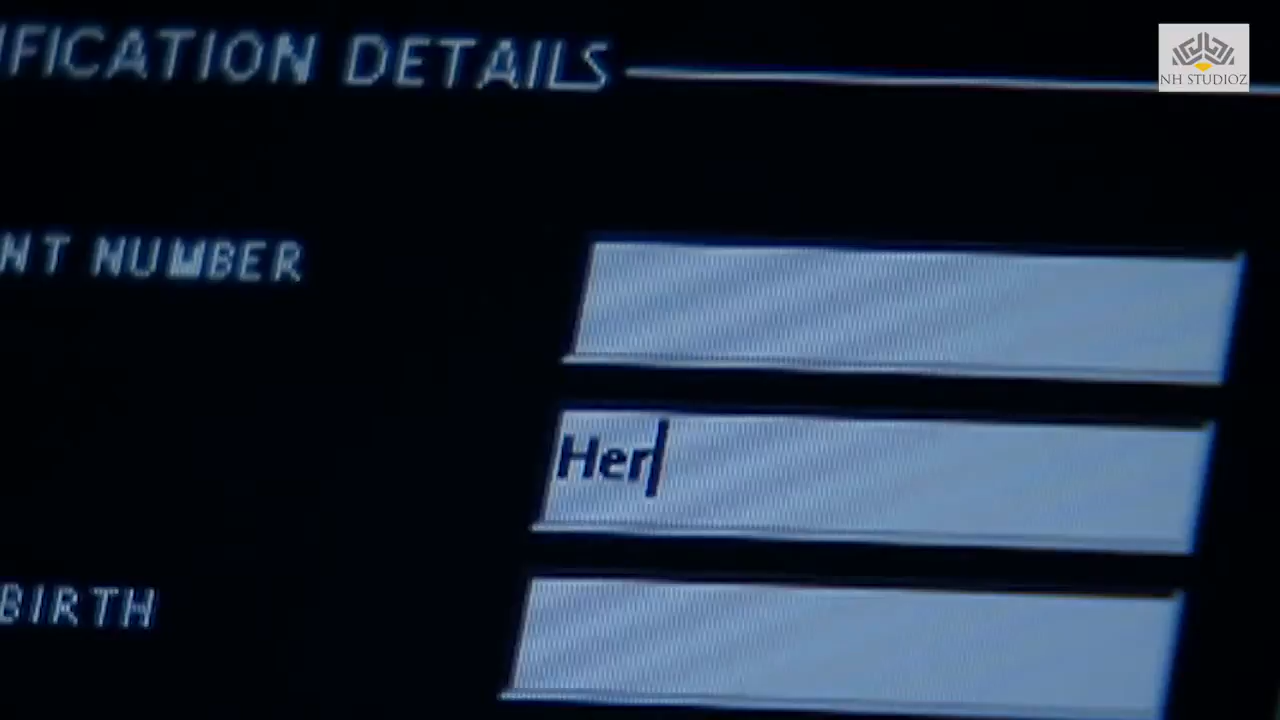 IFICATION DETAILS
NH STUDIOZ
NT NUMBER
Her
BIRTH